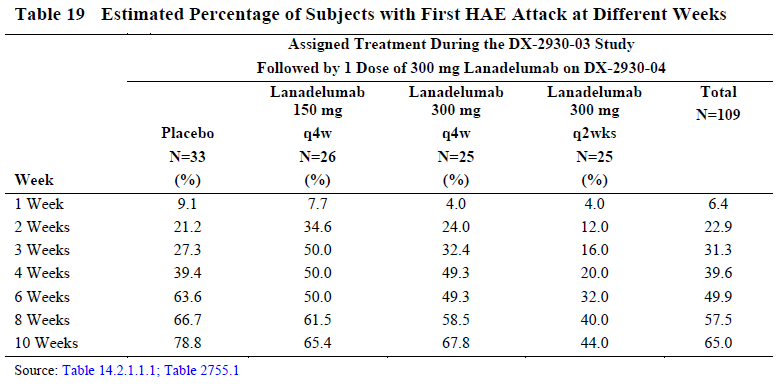 Table 19 Estimated Percentage of Subjects with First HAE Attack at Different Weeks
Assigned Treatment During the DX-2930-03 Study
Followed by 1 Dose of 300 mg Lanadelumab on DX-2930-04
Lanadelumab Lanadelumab Lanadelumab Total
150 mg 300 mg 300 mg N=109
Placebo q4w q4w q2wks
N=33 N=26 N=25 N=25
Week (%) (%) (%) (%)
1 Week 9.1 7.7 4.0 4.0 6.4
2 Weeks 21.2 34.6 24.0 12.0 22.9
3 Weeks 27.3 50.0 32.4 16.0 31.3
4 Weeks 39.4 50.0 49.3 20.0 39.6
6 Weeks 63.6 50.0 49.3 32.0 49.9
8 Weeks 66.7 61.5 58.5 40.0 57.5
10 Weeks 78.8 65.4 67.8 44.0 65.0
Source: Table 14.2.1.1.1; Table 2755.1